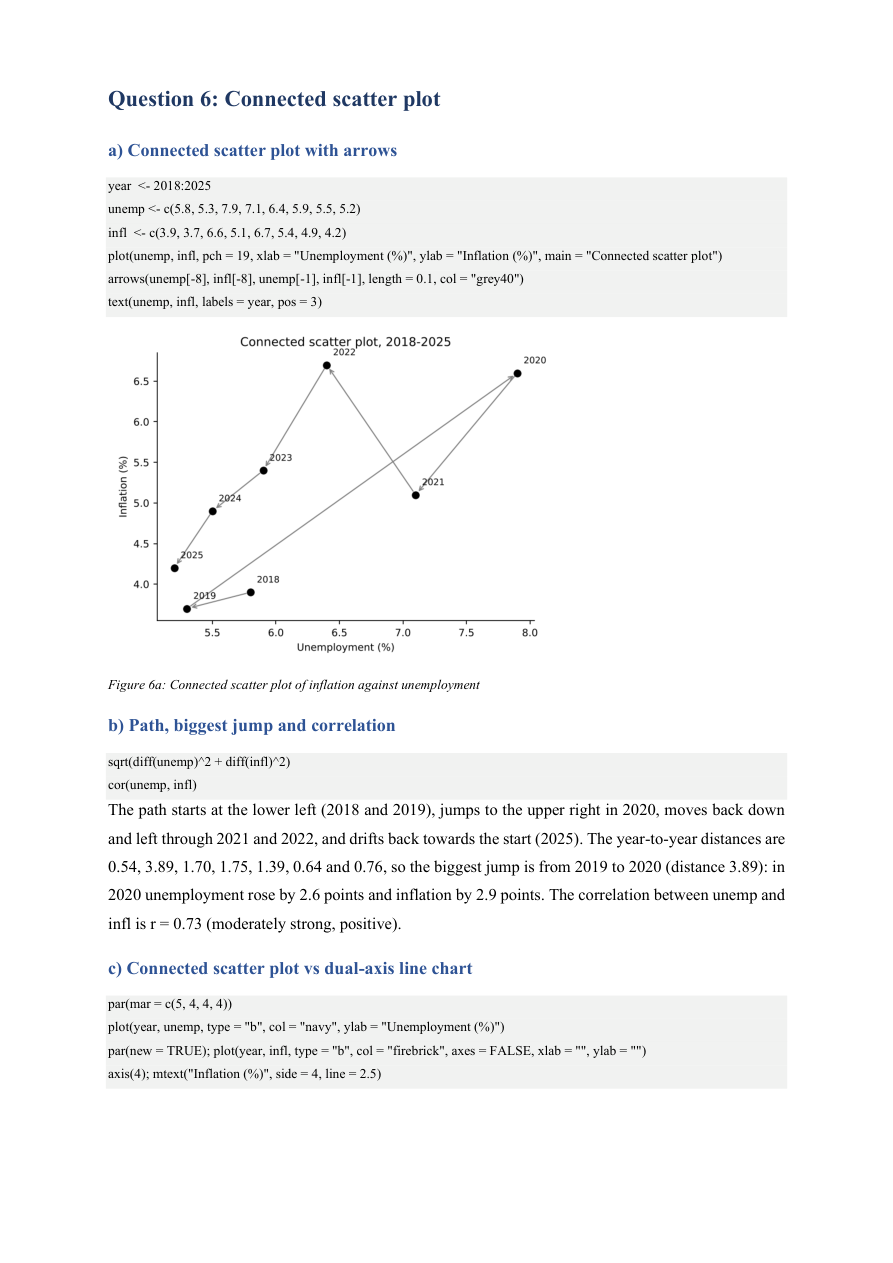 Question 6: Connected scatter plot
a) Connected scatter plot with arrows
year  <- 2018:2025
unemp <- c(5.8, 5.3, 7.9, 7.1, 6.4, 5.9, 5.5, 5.2)
infl  <- c(3.9, 3.7, 6.6, 5.1, 6.7, 5.4, 4.9, 4.2)
plot(unemp, infl, pch = 19, xlab = "Unemployment (%)", ylab = "Inflation (%)", main = "Connected scatter plot")
arrows(unemp[-8], infl[-8], unemp[-1], infl[-1], length = 0.1, col = "grey40")
text(unemp, infl, labels = year, pos = 3)
Connected scatter plot, 2018-2025
2022
2020
6.5
6.0
5.5
5.0
4.5
4.0
Inflation (%)
2023
2021
2024
2025
2019
2018
5.5
6.0
6.5
7.0
7.5
8.0
Unemployment (%)
Figure 6a: Connected scatter plot of inflation against unemployment
b) Path, biggest jump and correlation
sqrt(diff(unemp)^2 + diff(infl)^2)
cor(unemp, infl)
The path starts at the lower left (2018 and 2019), jumps to the upper right in 2020, moves back down
and left through 2021 and 2022, and drifts back towards the start (2025). The year-to-year distances are
0.54, 3.89, 1.70, 1.75, 1.39, 0.64 and 0.76, so the biggest jump is from 2019 to 2020 (distance 3.89): in
2020 unemployment rose by 2.6 points and inflation by 2.9 points. The correlation between unemp and
infl is r = 0.73 (moderately strong, positive).
c) Connected scatter plot vs dual-axis line chart
par(mar = c(5, 4, 4, 4))
plot(year, unemp, type = "b", col = "navy", ylab = "Unemployment (%)")
par(new = TRUE); plot(year, infl, type = "b", col = "firebrick", axes = FALSE, xlab = "", ylab = "")
axis(4); mtext("Inflation (%)", side = 4, line = 2.5)